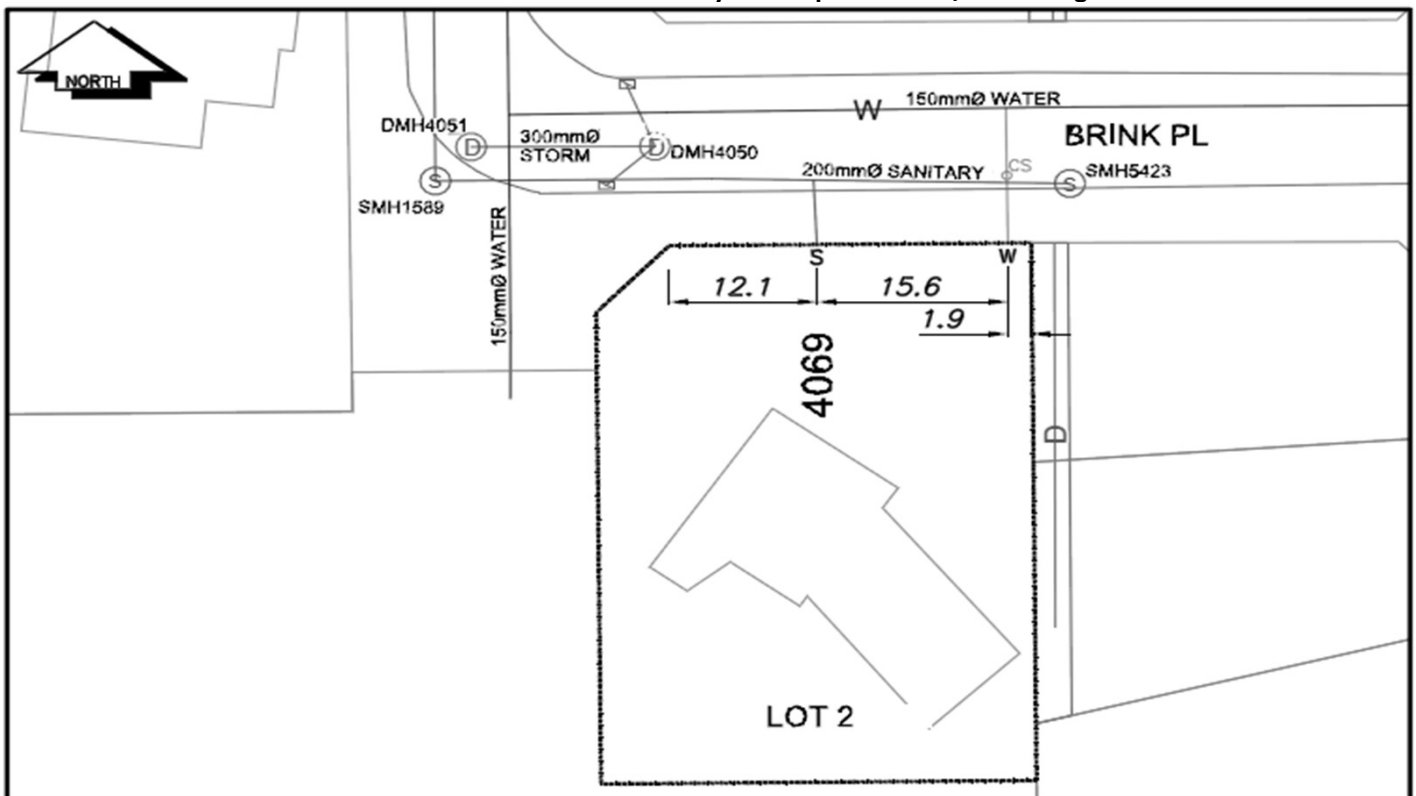 NORTH
DMH4051
D
300mmØ
STORM
DMH4050
W
150mmØ WATER
BRINK PL
200mmØ SANITARY
CS
S
SMH5423
S
SMH1589
150mmØ WATER
S
W
12.1
15.6
1.9
4069
D
LOT 2